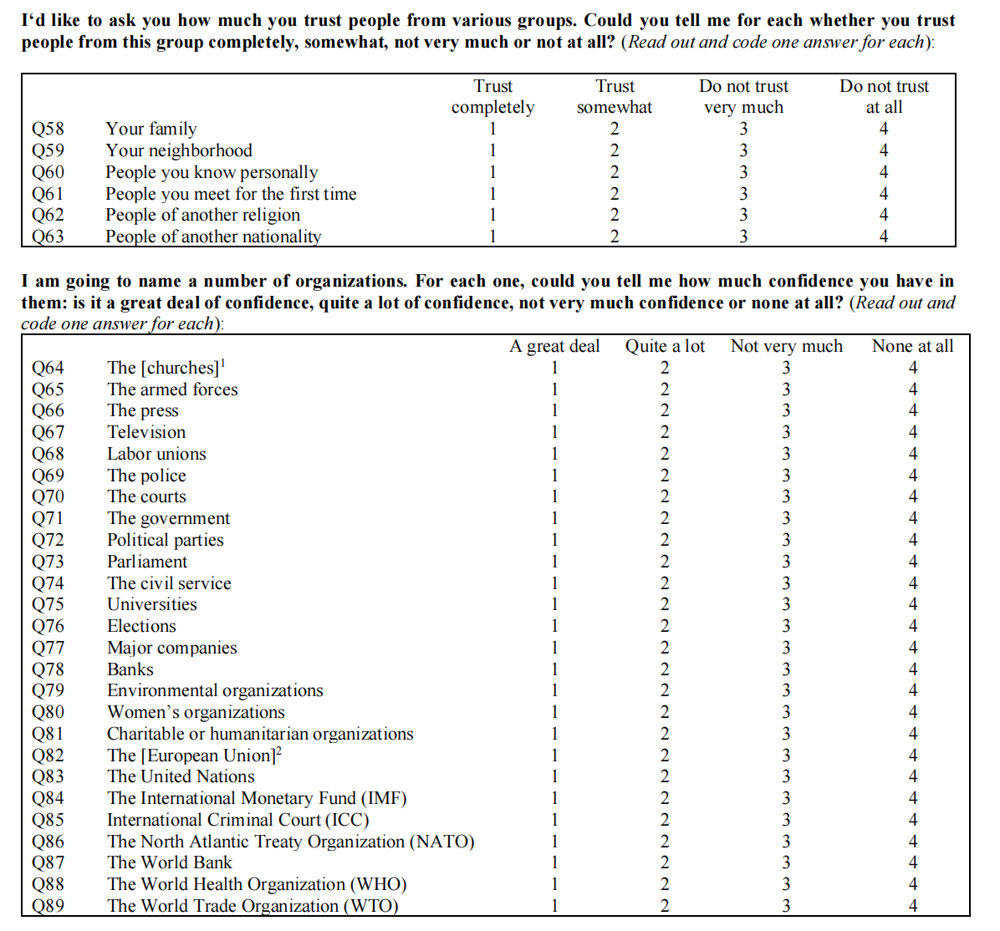 I‘d like to ask you how much you trust people from various groups. Could you tell me for each whether you trust
people from this group completely, somewhat, not very much or not at all? (Read out and code one answer for each):
Trust Trust Do not trust Do not trust
completely somewhat very much at all
Q58 Your family 1 2 3 4
Q59 Your neighborhood 1 2 3 4
Q60 People you know personally 1 2 3 4
Q61 People you meet for the first time 1 2 3 4
Q62 People of another religion 1 2 3 4
Q63 People of another nationality 1 2 3 4
I am going to name a number of organizations. For each one, could you tell me how much confidence you have in
them: is it a great deal of confidence, quite a lot of confidence, not very much confidence or none at all? (Read out and
code one answer for each):
A great deal Quite a lot Not very much None at all
Q64 The [churches]1 1 2 3 4
Q65 The armed forces 1 2 3 4
Q66 The press 1 2 3 4
Q67 Television 1 2 3 4
Q68 Labor unions 1 2 3 4
Q69 The police 1 2 3 4
Q70 The courts 1 2 3 4
Q71 The government 1 2 3 4
Q72 Political parties 1 2 3 4
Q73 Parliament 1 2 3 4
Q74 The civil service 1 2 3 4
Q75 Universities 1 2 3 4
Q76 Elections 1 2 3 4
Q77 Major companies 1 2 3 4
Q78 Banks 1 2 3 4
Q79 Environmental organizations 1 2 3 4
Q80 Women’s organizations 1 2 3 4
Q81 Charitable or humanitarian organizations 1 2 3 4
Q82 The [European Union]2 1 2 3 4
Q83 The United Nations 1 2 3 4
Q84 The International Monetary Fund (IMF) 1 2 3 4
Q85 International Criminal Court (ICC) 1 2 3 4
Q86 The North Atlantic Treaty Organization (NATO) 1 2 3 4
Q87 The World Bank 1 2 3 4
Q88 The World Health Organization (WHO) 1 2 3 4
Q89 The World Trade Organization (WTO) 1 2 3 4